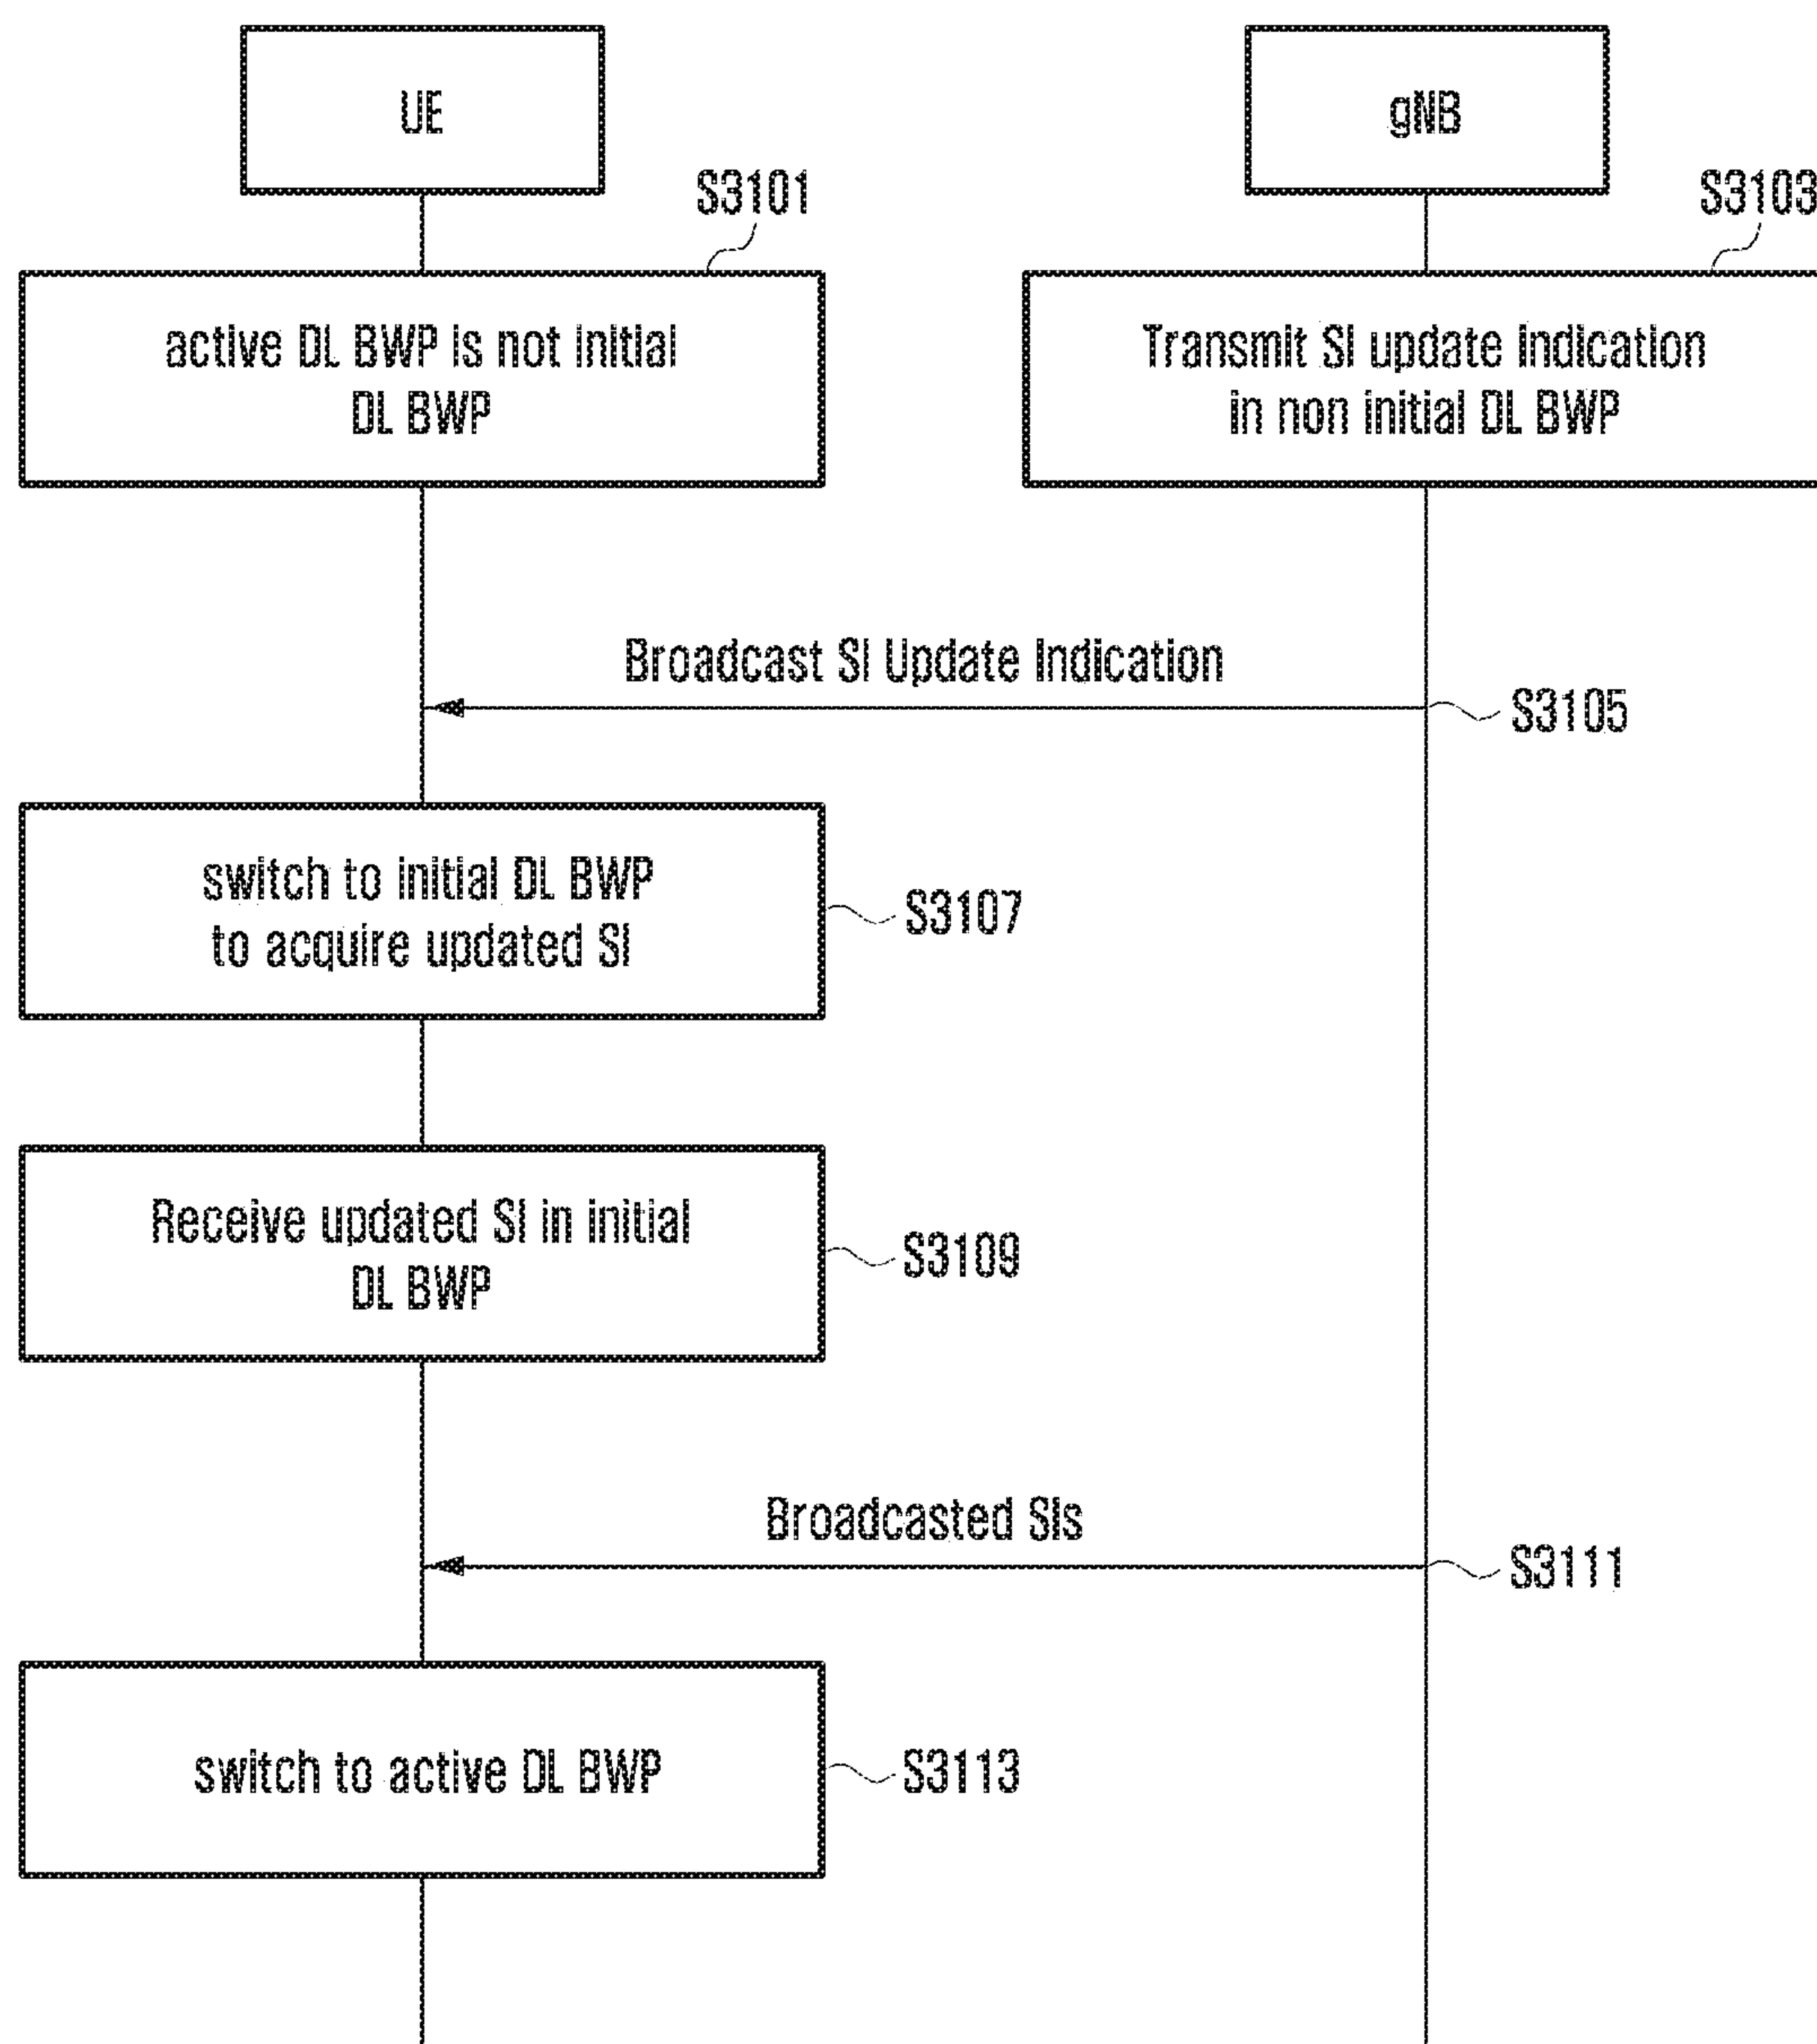 UE
gNB
S3101
S3103
active DL BWP is not initial
DL BWP
Transmit SI update indication
in non initial DL BWP
Broadcast SI Update Indication
S3105
switch to initial DL BWP
to acquire updated SI
S3107
Receive updated SI in initial
DL BWP
S3109
Broadcasted SIs
S3111
switch to active DL BWP
S3113